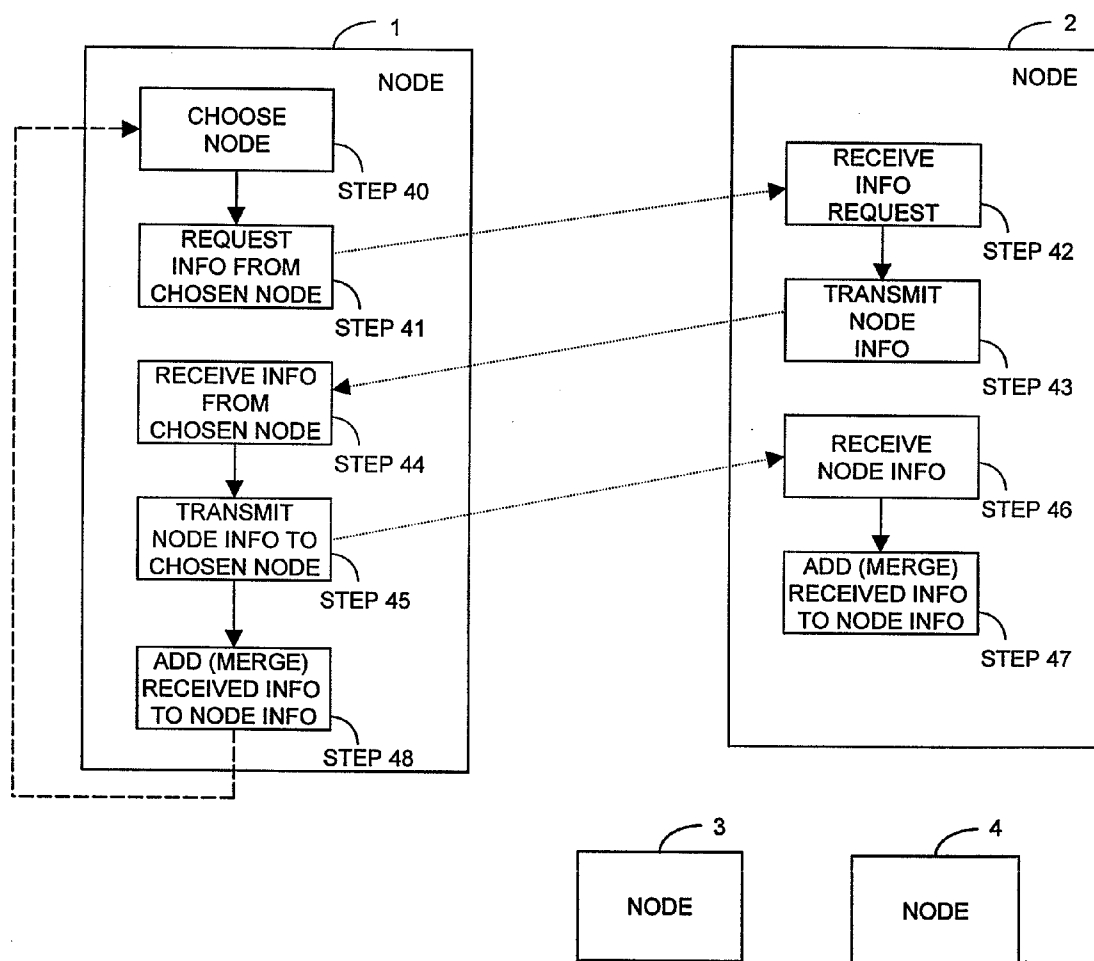 1
NODE
CHOOSE
NODE
STEP 40
REQUEST
INFO FROM
CHOSEN NODE
STEP 41
RECEIVE INFO
FROM
CHOSEN NODE
STEP 44
TRANSMIT
NODE INFO TO
CHOSEN NODE
STEP 45
ADD (MERGE)
RECEIVED INFO
TO NODE INFO
STEP 48
2
NODE
RECEIVE
INFO
REQUEST
STEP 42
TRANSMIT
NODE
INFO
STEP 43
RECEIVE
NODE INFO
STEP 46
ADD (MERGE)
RECEIVED INFO
TO NODE INFO
STEP 47
3
NODE
4
NODE